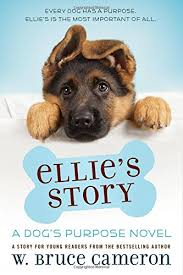 EVERY DOG HAS A PURPOSE.
ELLIE'S IS THE MOST IMPORTANT OF ALL.
ELLIE'S STORY
A DOG'S PURPOSE NOVEL
A STORY FOR YOUNG READERS FROM THE BESTSELLING AUTHOR
W. BRUCE CAMERON